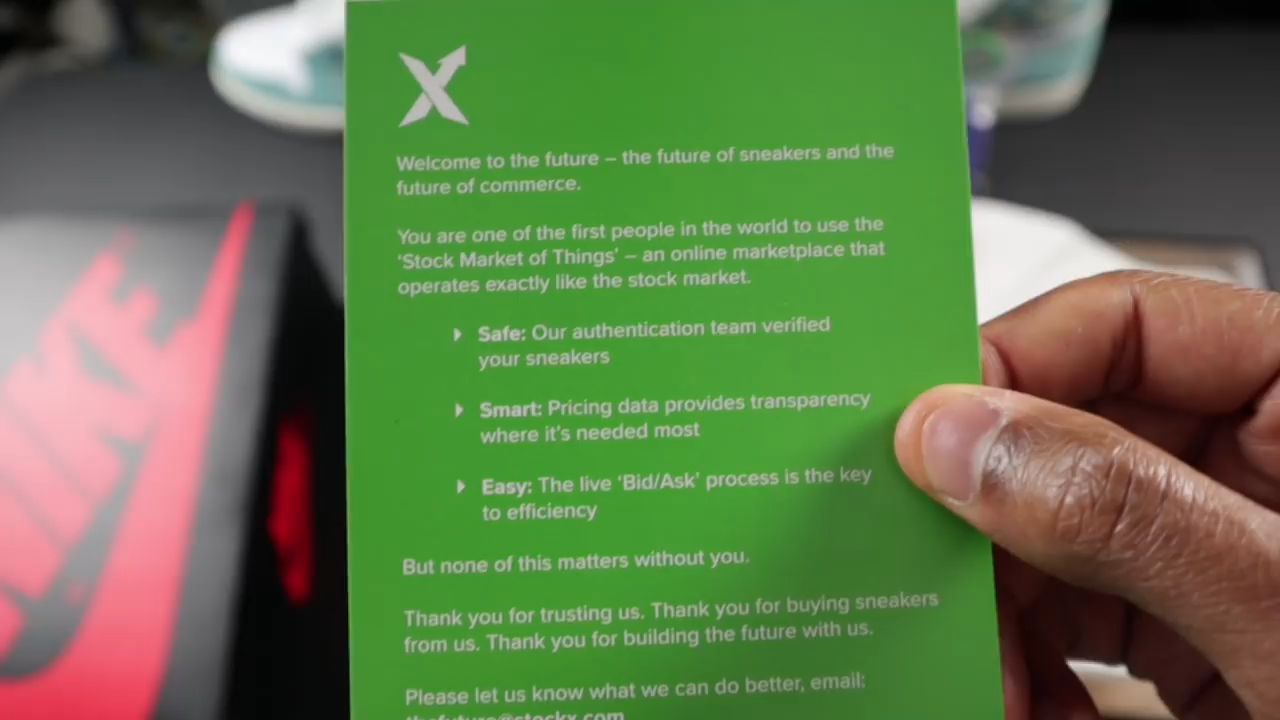 X
Welcome to the future – the future of sneakers and the
future of commerce.
You are one of the first people in the world to use the
‘Stock Market of Things’ – an online marketplace that
operates exactly like the stock market.
Safe: Our authentication team verified
your sneakers
Smart: Pricing data provides transparency
where it’s needed most
Easy: The live ‘Bid/Ask’ process is the key
to efficiency
But none of this matters without you.
Thank you for trusting us. Thank you for buying sneakers
from us. Thank you for building the future with us.
Please let us know what we can do better, email:
thefuture@stockx.com
NIKE